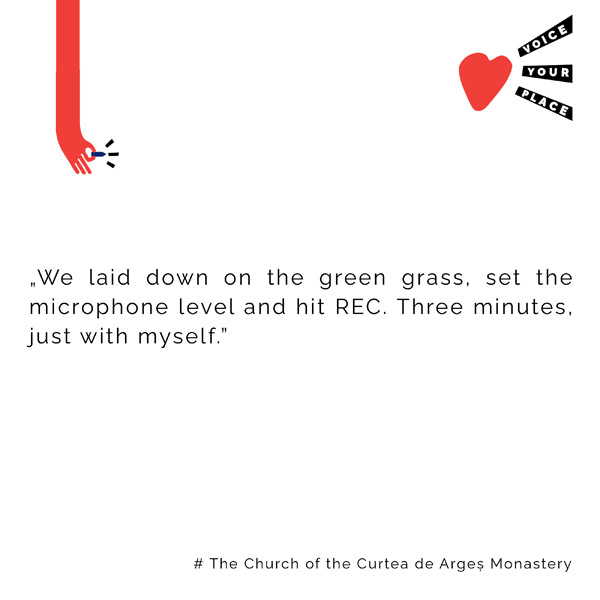 VOICE
YOUR
PLACE
„We laid down on the green grass, set the
microphone level and hit REC. Three minutes,
just with myself.”
# The Church of the Curtea de Argeș Monastery